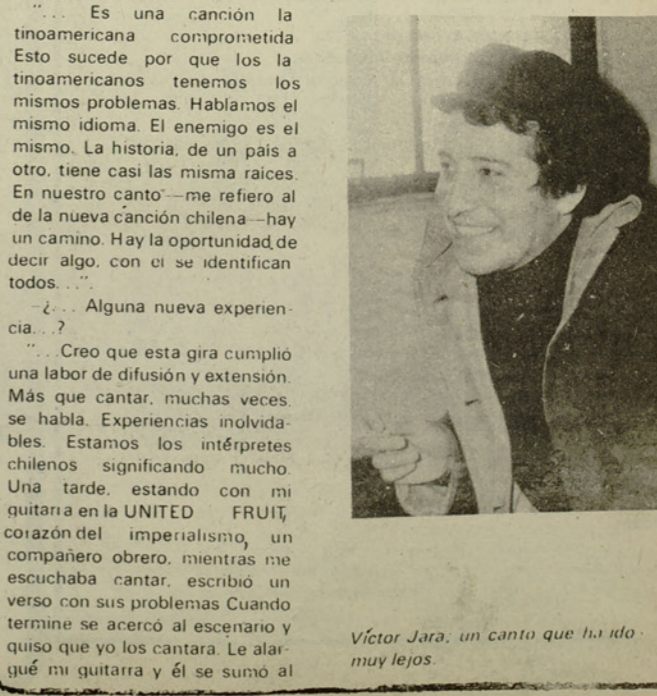 "... Es una canción la
tinoamericana comprometida
Esto sucede por que los la
tinoamericanos tenemos los
mismos problemas. Hablamos el
mismo idioma. El enemigo es el
mismo. La historia, de un país a
otro, tiene casi las misma raices.
En nuestro canto —me refiero al
de la nueva canción chilena—hay
un camino. Hay la oportunidad de
decir algo, con el se identifican
todos...".
-¿... Alguna nueva experien-
cia...?
"...Creo que esta gira cumplió
una labor de difusión y extensión.
Más que cantar, muchas veces,
se habla. Experiencias inolvida-
bles. Estamos los intérpretes
chilenos significando mucho.
Una tarde, estando con mi
guitarra en la UNITED FRUIT,
corazón del imperialismo, un
compañero obrero, mientras me
escuchaba cantar, escribió un
verso con sus problemas Cuando
termine se acercó al escenario y
quiso que yo los cantara. Le alar-
gué mi guitarra y él se sumó al
Víctor Jara, un canto que ha ido
muy lejos.